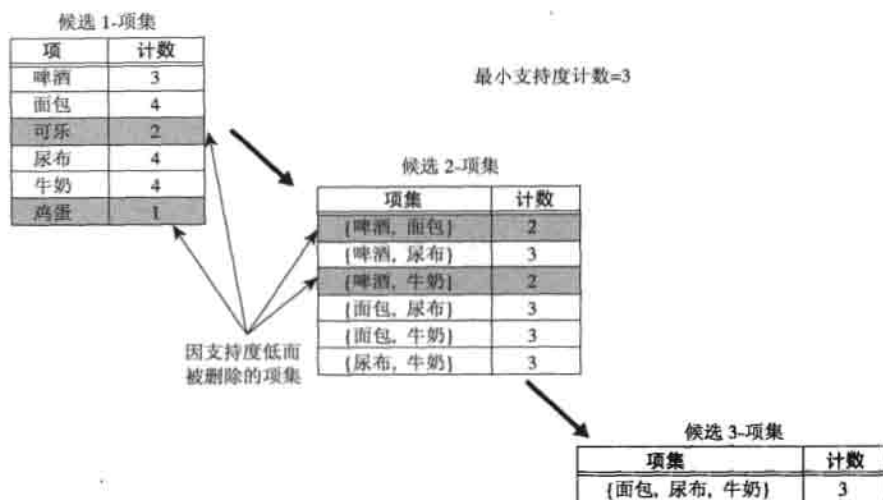 候选 1-项集
项 计数
啤酒 3
面包 4
可乐 2
尿布 4
牛奶 4
鸡蛋 1
最小支持度计数=3
候选 2-项集
项集 计数
{啤酒, 面包} 2
{啤酒, 尿布} 3
{啤酒, 牛奶} 2
{面包, 尿布} 3
{面包, 牛奶} 3
{尿布, 牛奶} 3
因支持度低而
被删除的项集
候选 3-项集
项集 计数
{面包, 尿布, 牛奶} 3